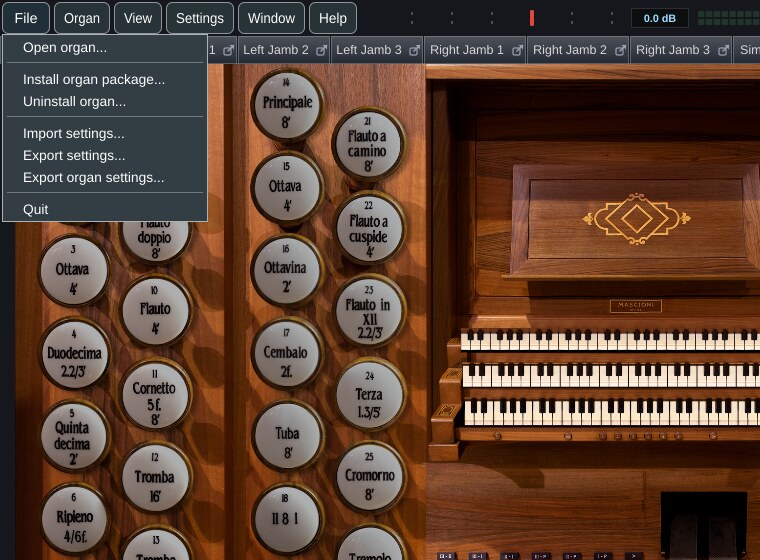 File Organ View Settings Window Help
0.0 dB
Open organ...
Install organ package...
Uninstall organ...
Import settings...
Export settings...
Export organ settings...
Quit
1 Left Jamb 2 Left Jamb 3 Right Jamb 1 Right Jamb 2 Right Jamb 3
3
Ottava
4'
4
Duodecima
2.2/3'
5
Quinta
decima
2'
6
Ripieno
4/6f.
doppio
8'
10
Flauto
4'
11
Cornetto
5 f.
8'
12
Tromba
16'
13
14
Principale
8'
15
Ottava
4'
16
Ottavina
2'
17
Cembalo
2f.
Tuba
8'
18
II 8 I
21
Flauto a
camino
8'
22
Flauto a
cuspide
4'
23
Flauto in
XII
2.2/3'
24
Terza
1.3/5'
25
Cromorno
8'
Tremolo
MASCIONI